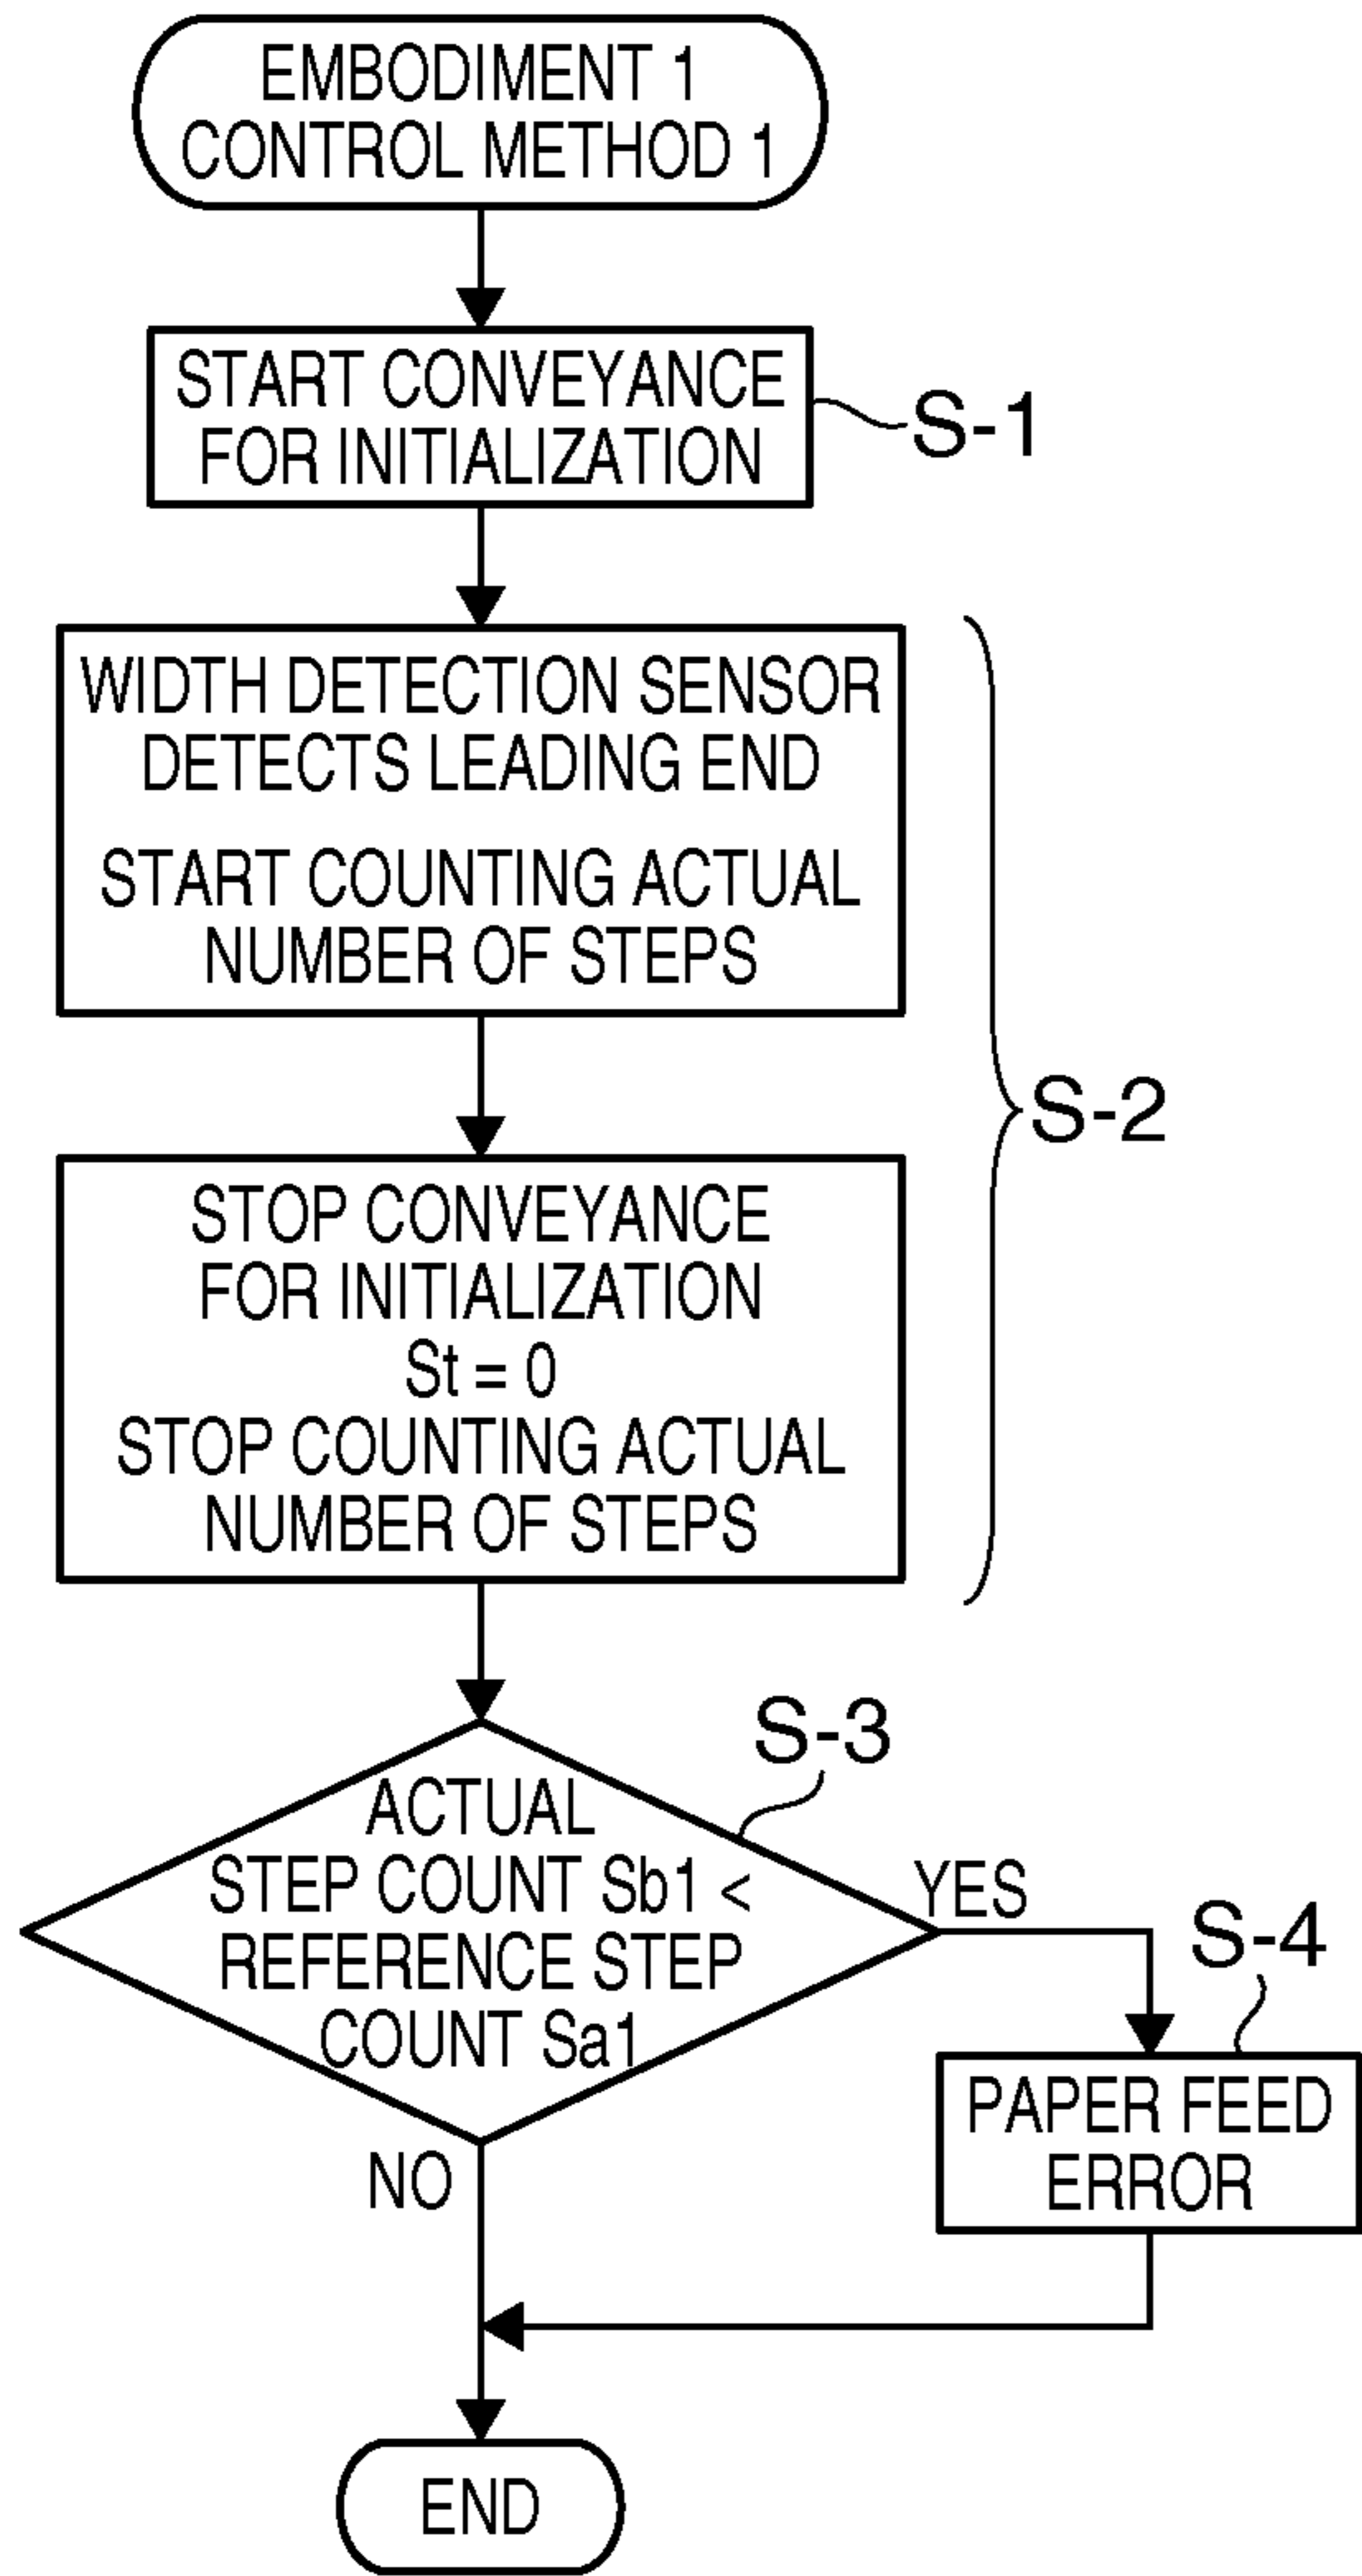 EMBODIMENT 1
CONTROL METHOD 1
START CONVEYANCE
FOR INITIALIZATION
S-1
WIDTH DETECTION SENSOR
DETECTS LEADING END
START COUNTING ACTUAL
NUMBER OF STEPS
S-2
STOP CONVEYANCE
FOR INITIALIZATION
St = 0
STOP COUNTING ACTUAL
NUMBER OF STEPS
S-3
ACTUAL
STEP COUNT Sb1 <
REFERENCE STEP
COUNT Sa1
YES
S-4
PAPER FEED
ERROR
NO
END